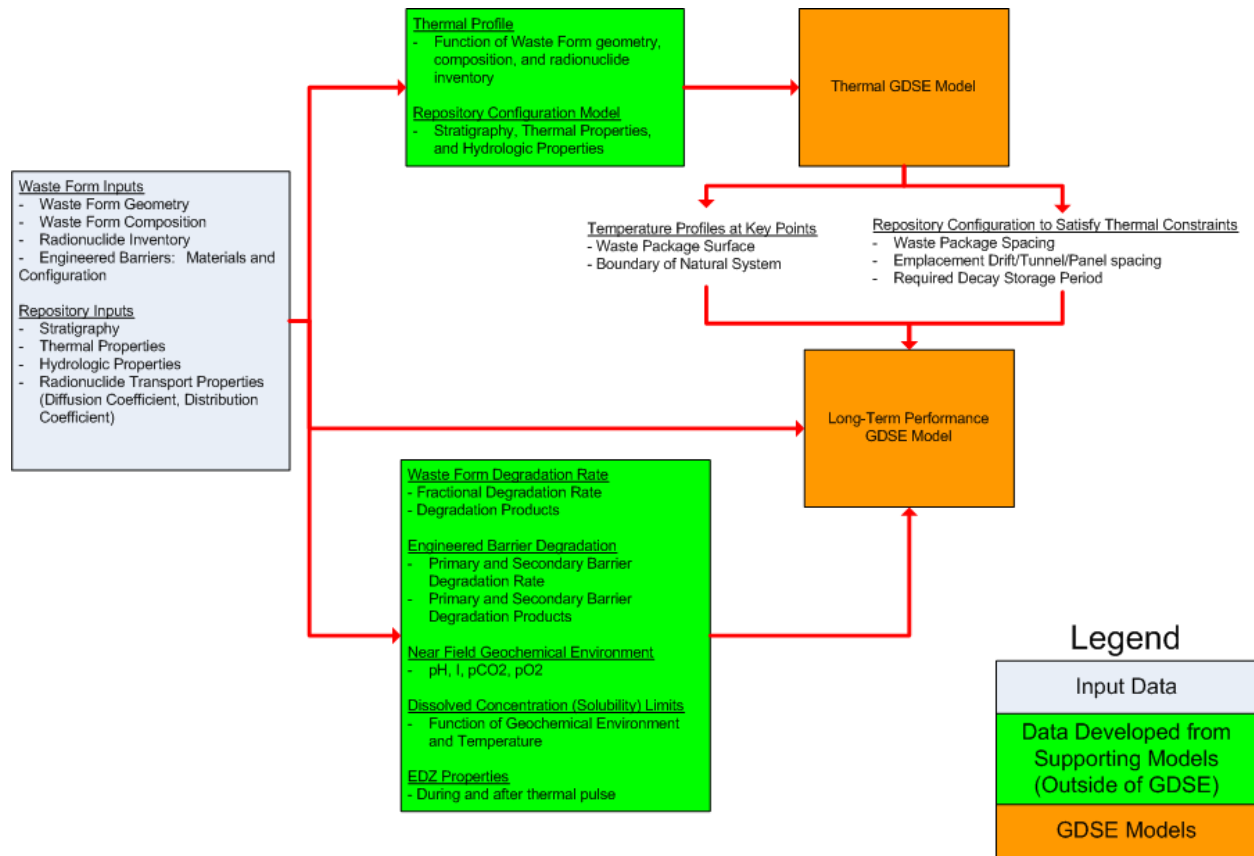 Thermal Profile
- Function of Waste Form geometry,
composition, and radionuclide
inventory
Repository Configuration Model
- Stratigraphy, Thermal Properties,
and Hydrologic Properties
Thermal GDSE Model
Waste Form Inputs
- Waste Form Geometry
- Waste Form Composition
- Radionuclide Inventory
- Engineered Barriers: Materials and
Configuration
Repository Inputs
- Stratigraphy
- Thermal Properties
- Hydrologic Properties
- Radionuclide Transport Properties
(Diffusion Coefficient, Distribution
Coefficient)
Temperature Profiles at Key Points
- Waste Package Surface
- Boundary of Natural System
Repository Configuration to Satisfy Thermal Constraints
- Waste Package Spacing
- Emplacement Drift/Tunnel/Panel spacing
- Required Decay Storage Period
Long-Term Performance
GDSE Model
Waste Form Degradation Rate
- Fractional Degradation Rate
- Degradation Products
Engineered Barrier Degradation
- Primary and Secondary Barrier
Degradation Rate
- Primary and Secondary Barrier
Degradation Products
Near Field Geochemical Environment
- pH, I, pCO2, pO2
Dissolved Concentration (Solubility) Limits
- Function of Geochemical Environment
and Temperature
EDZ Properties
- During and after thermal pulse
Legend
Input Data
Data Developed from
Supporting Models
(Outside of GDSE)
GDSE Models